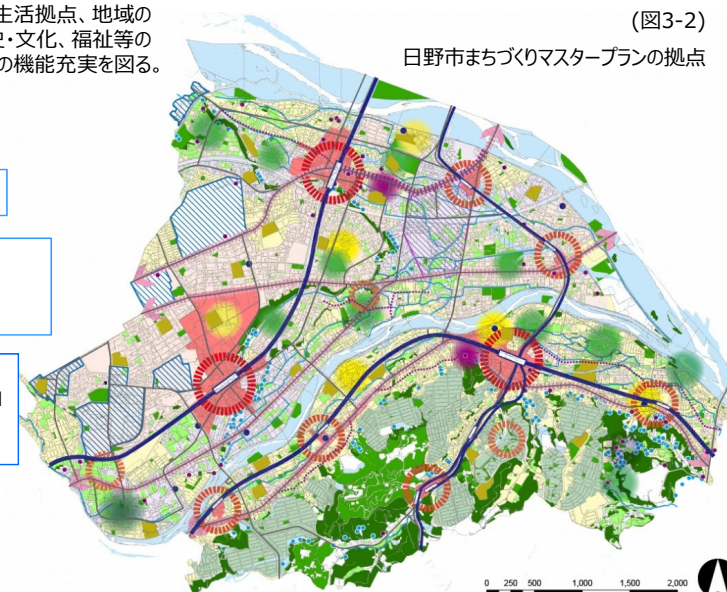 生活拠点、地域の
史・文化、福祉等の
の機能充実を図る。
(図3-2)
日野市まちづくりマスタープランの拠点
0 250 500 1,000 1,500 2,000